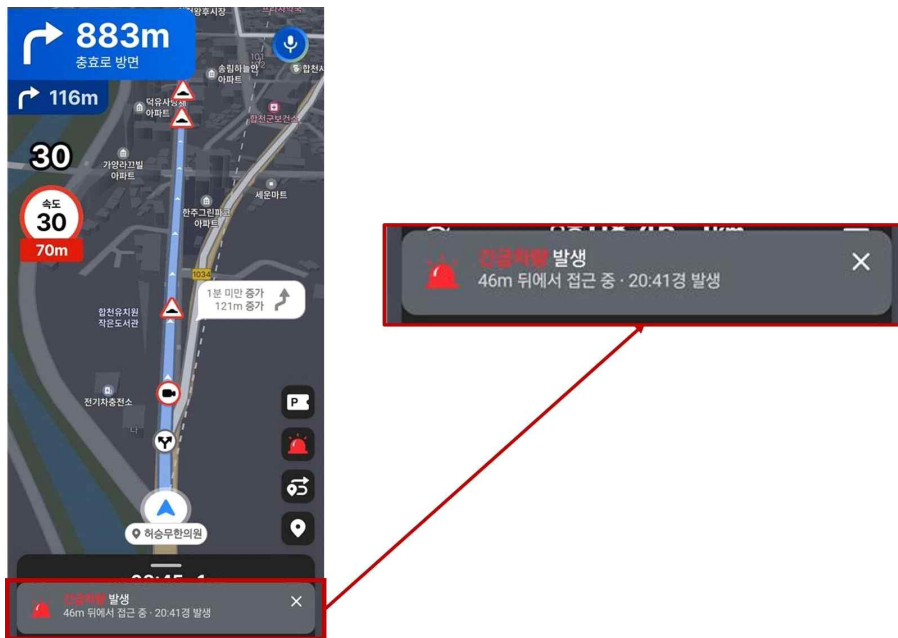 883m
충효로 방면
116m
송림하늘안
아파트
합천군보건소
덕유사랑채
아파트
30
가양라끄빌
아파트
세운마트
속도
30
70m
한주그린파크
아파트
1034
1분 미만 증가
121m 증가
합천유치원
작은도서관
전기차충전소
P
허승무한의원
긴급차량 발생
46m 뒤에서 접근 중 · 20:41경 발생
긴급차량 발생
46m 뒤에서 접근 중 · 20:41경 발생